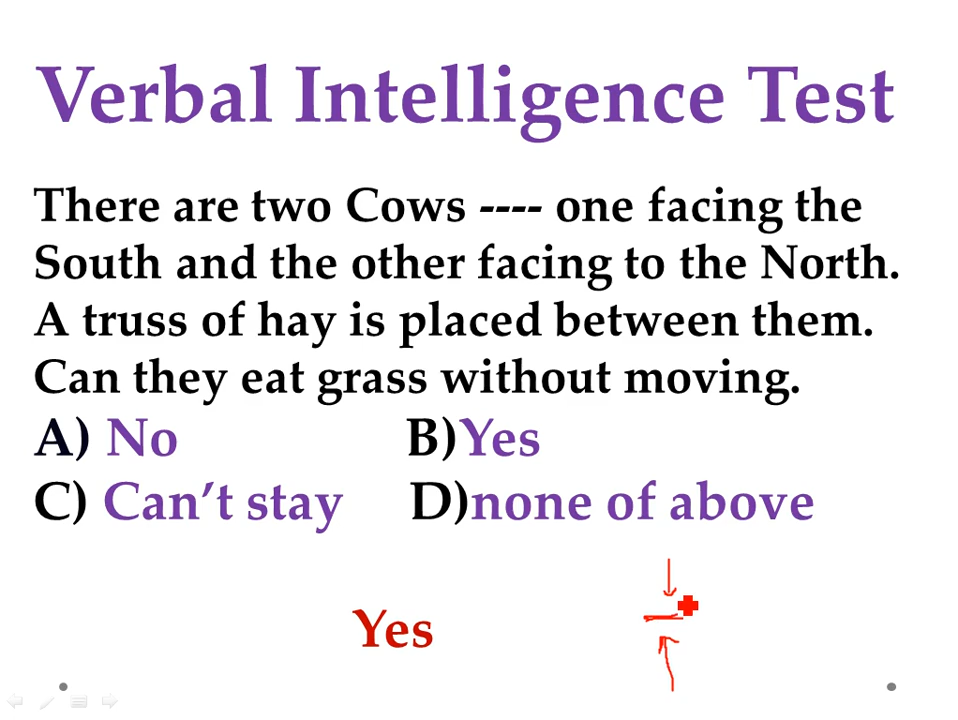 Verbal Intelligence Test
There are two Cows ---- one facing the
South and the other facing to the North.
A truss of hay is placed between them.
Can they eat grass without moving.
A) No B)Yes
C) Can't stay D)none of above
Yes